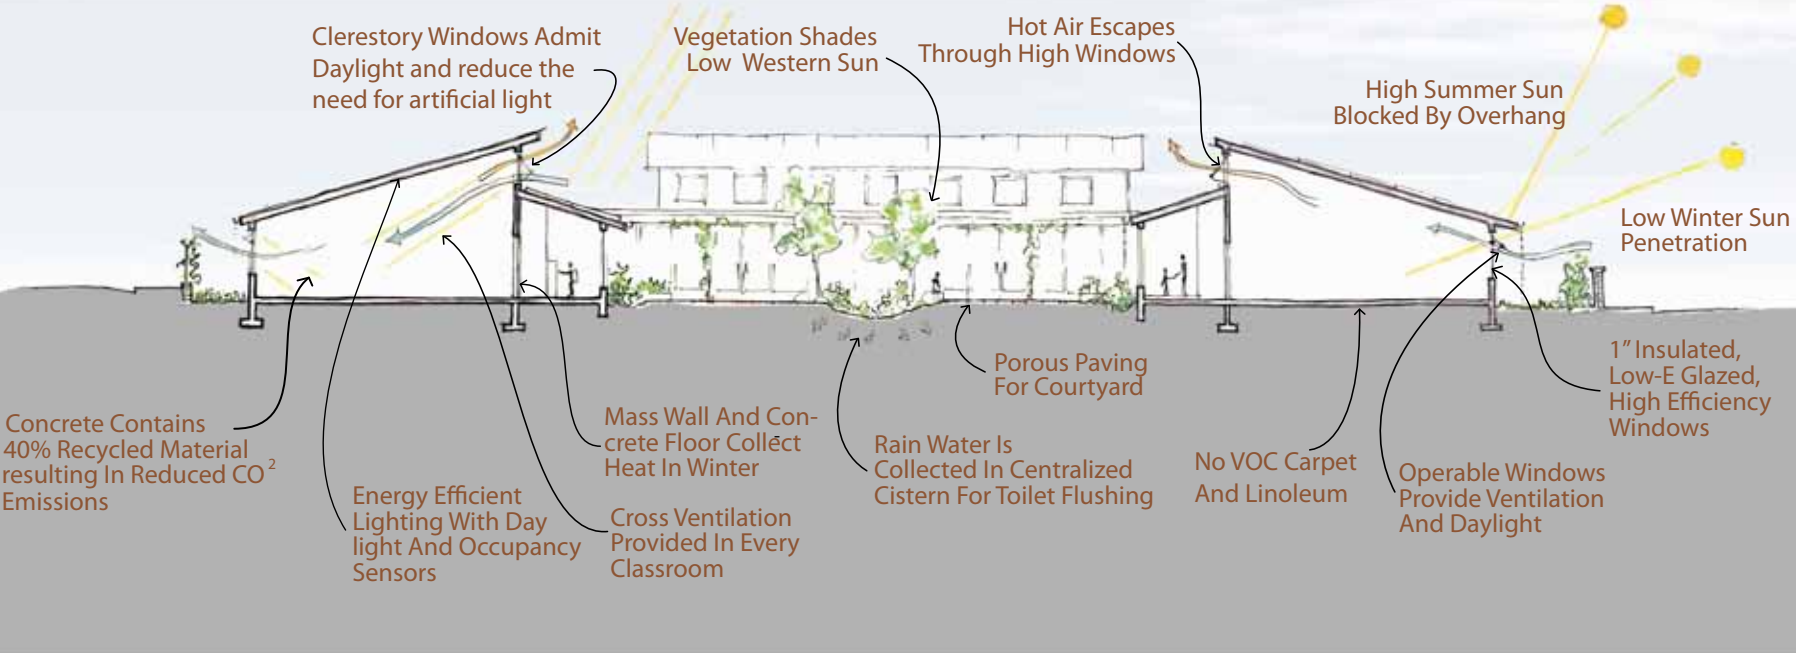 Clerestory Windows Admit
Daylight and reduce the
need for artificial light
Vegetation Shades
Low Western Sun
Hot Air Escapes
Through High Windows
High Summer Sun
Blocked By Overhang
Low Winter Sun
Penetration
Concrete Contains
40% Recycled Material
resulting In Reduced CO²
Emissions
Energy Efficient
Lighting With Day
light And Occupancy
Sensors
Mass Wall And Con-
crete Floor Collect
Heat In Winter
Cross Ventilation
Provided In Every
Classroom
Rain Water Is
Collected In Centralized
Cistern For Toilet Flushing
Porous Paving
For Courtyard
No VOC Carpet
And Linoleum
Operable Windows
Provide Ventilation
And Daylight
1” Insulated,
Low-E Glazed,
High Efficiency
Windows